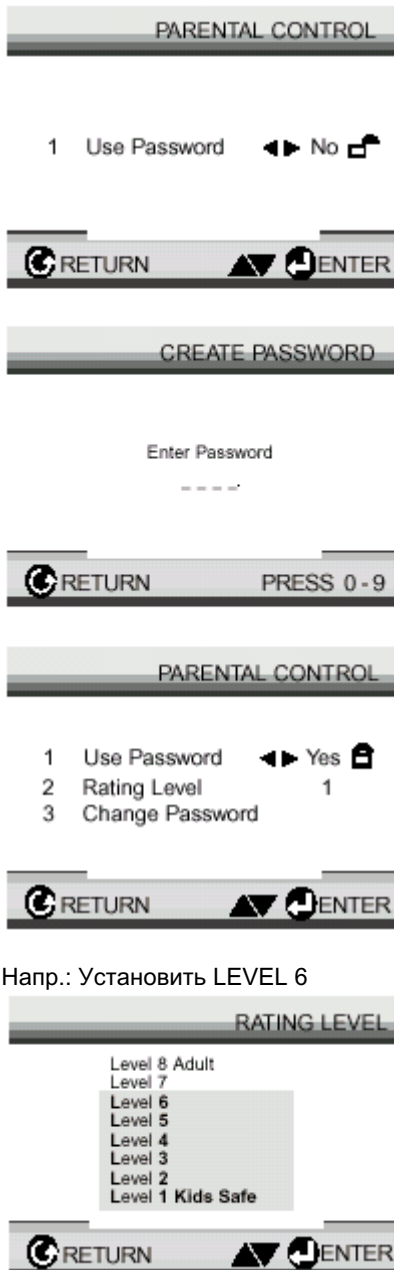 PARENTAL CONTROL
1 Use Password No
RETURN ENTER
CREATE PASSWORD
Enter Password
_ _ _ _.
RETURN PRESS 0 - 9
PARENTAL CONTROL
1 Use Password Yes
2 Rating Level 1
3 Change Password
RETURN ENTER
Напр.: Установить LEVEL 6
RATING LEVEL
Level 8 Adult
Level 7
Level 6
Level 5
Level 4
Level 3
Level 2
Level 1 Kids Safe
RETURN ENTER